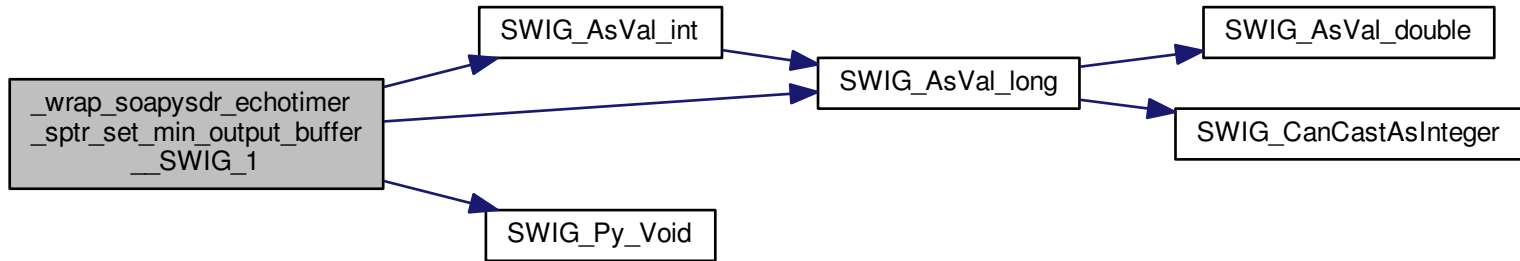 _wrap_soapysdr_echotimer
_sptr_set_min_output_buffer
__SWIG_1
SWIG_AsVal_int
SWIG_Py_Void
SWIG_AsVal_long
SWIG_AsVal_double
SWIG_CanCastAsInteger